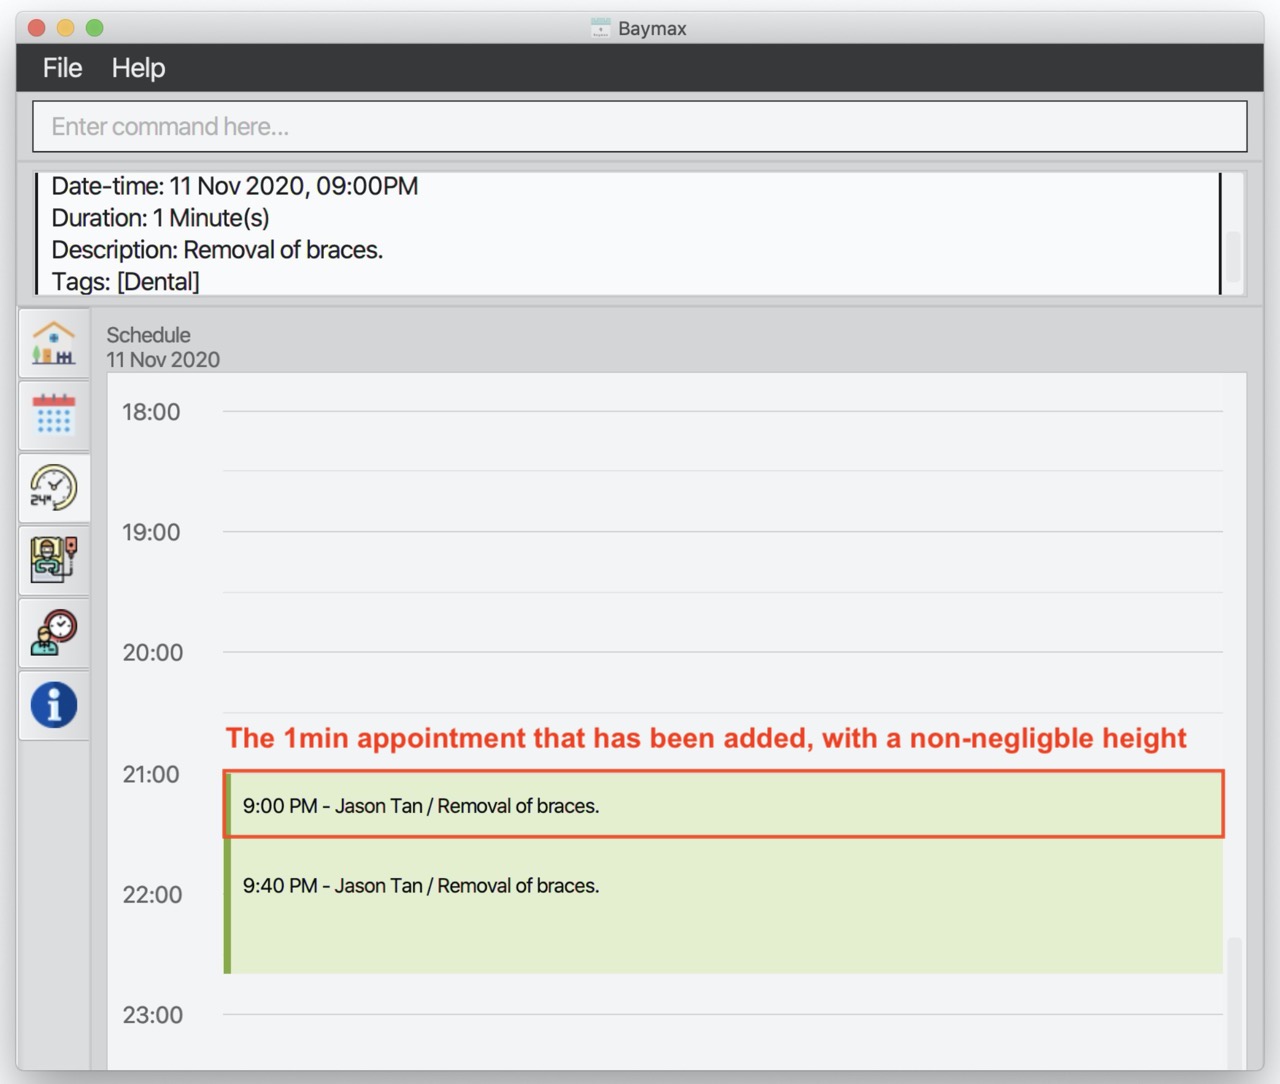 Baymax
File Help
Enter command here...
Date-time: 11 Nov 2020, 09:00PM
Duration: 1 Minute(s)
Description: Removal of braces.
Tags: [Dental]
Schedule
11 Nov 2020
18:00
19:00
24H
20:00
The 1min appointment that has been added, with a non-negligble height
21:00
9:00 PM - Jason Tan / Removal of braces.
9:40 PM - Jason Tan / Removal of braces.
22:00
23:00